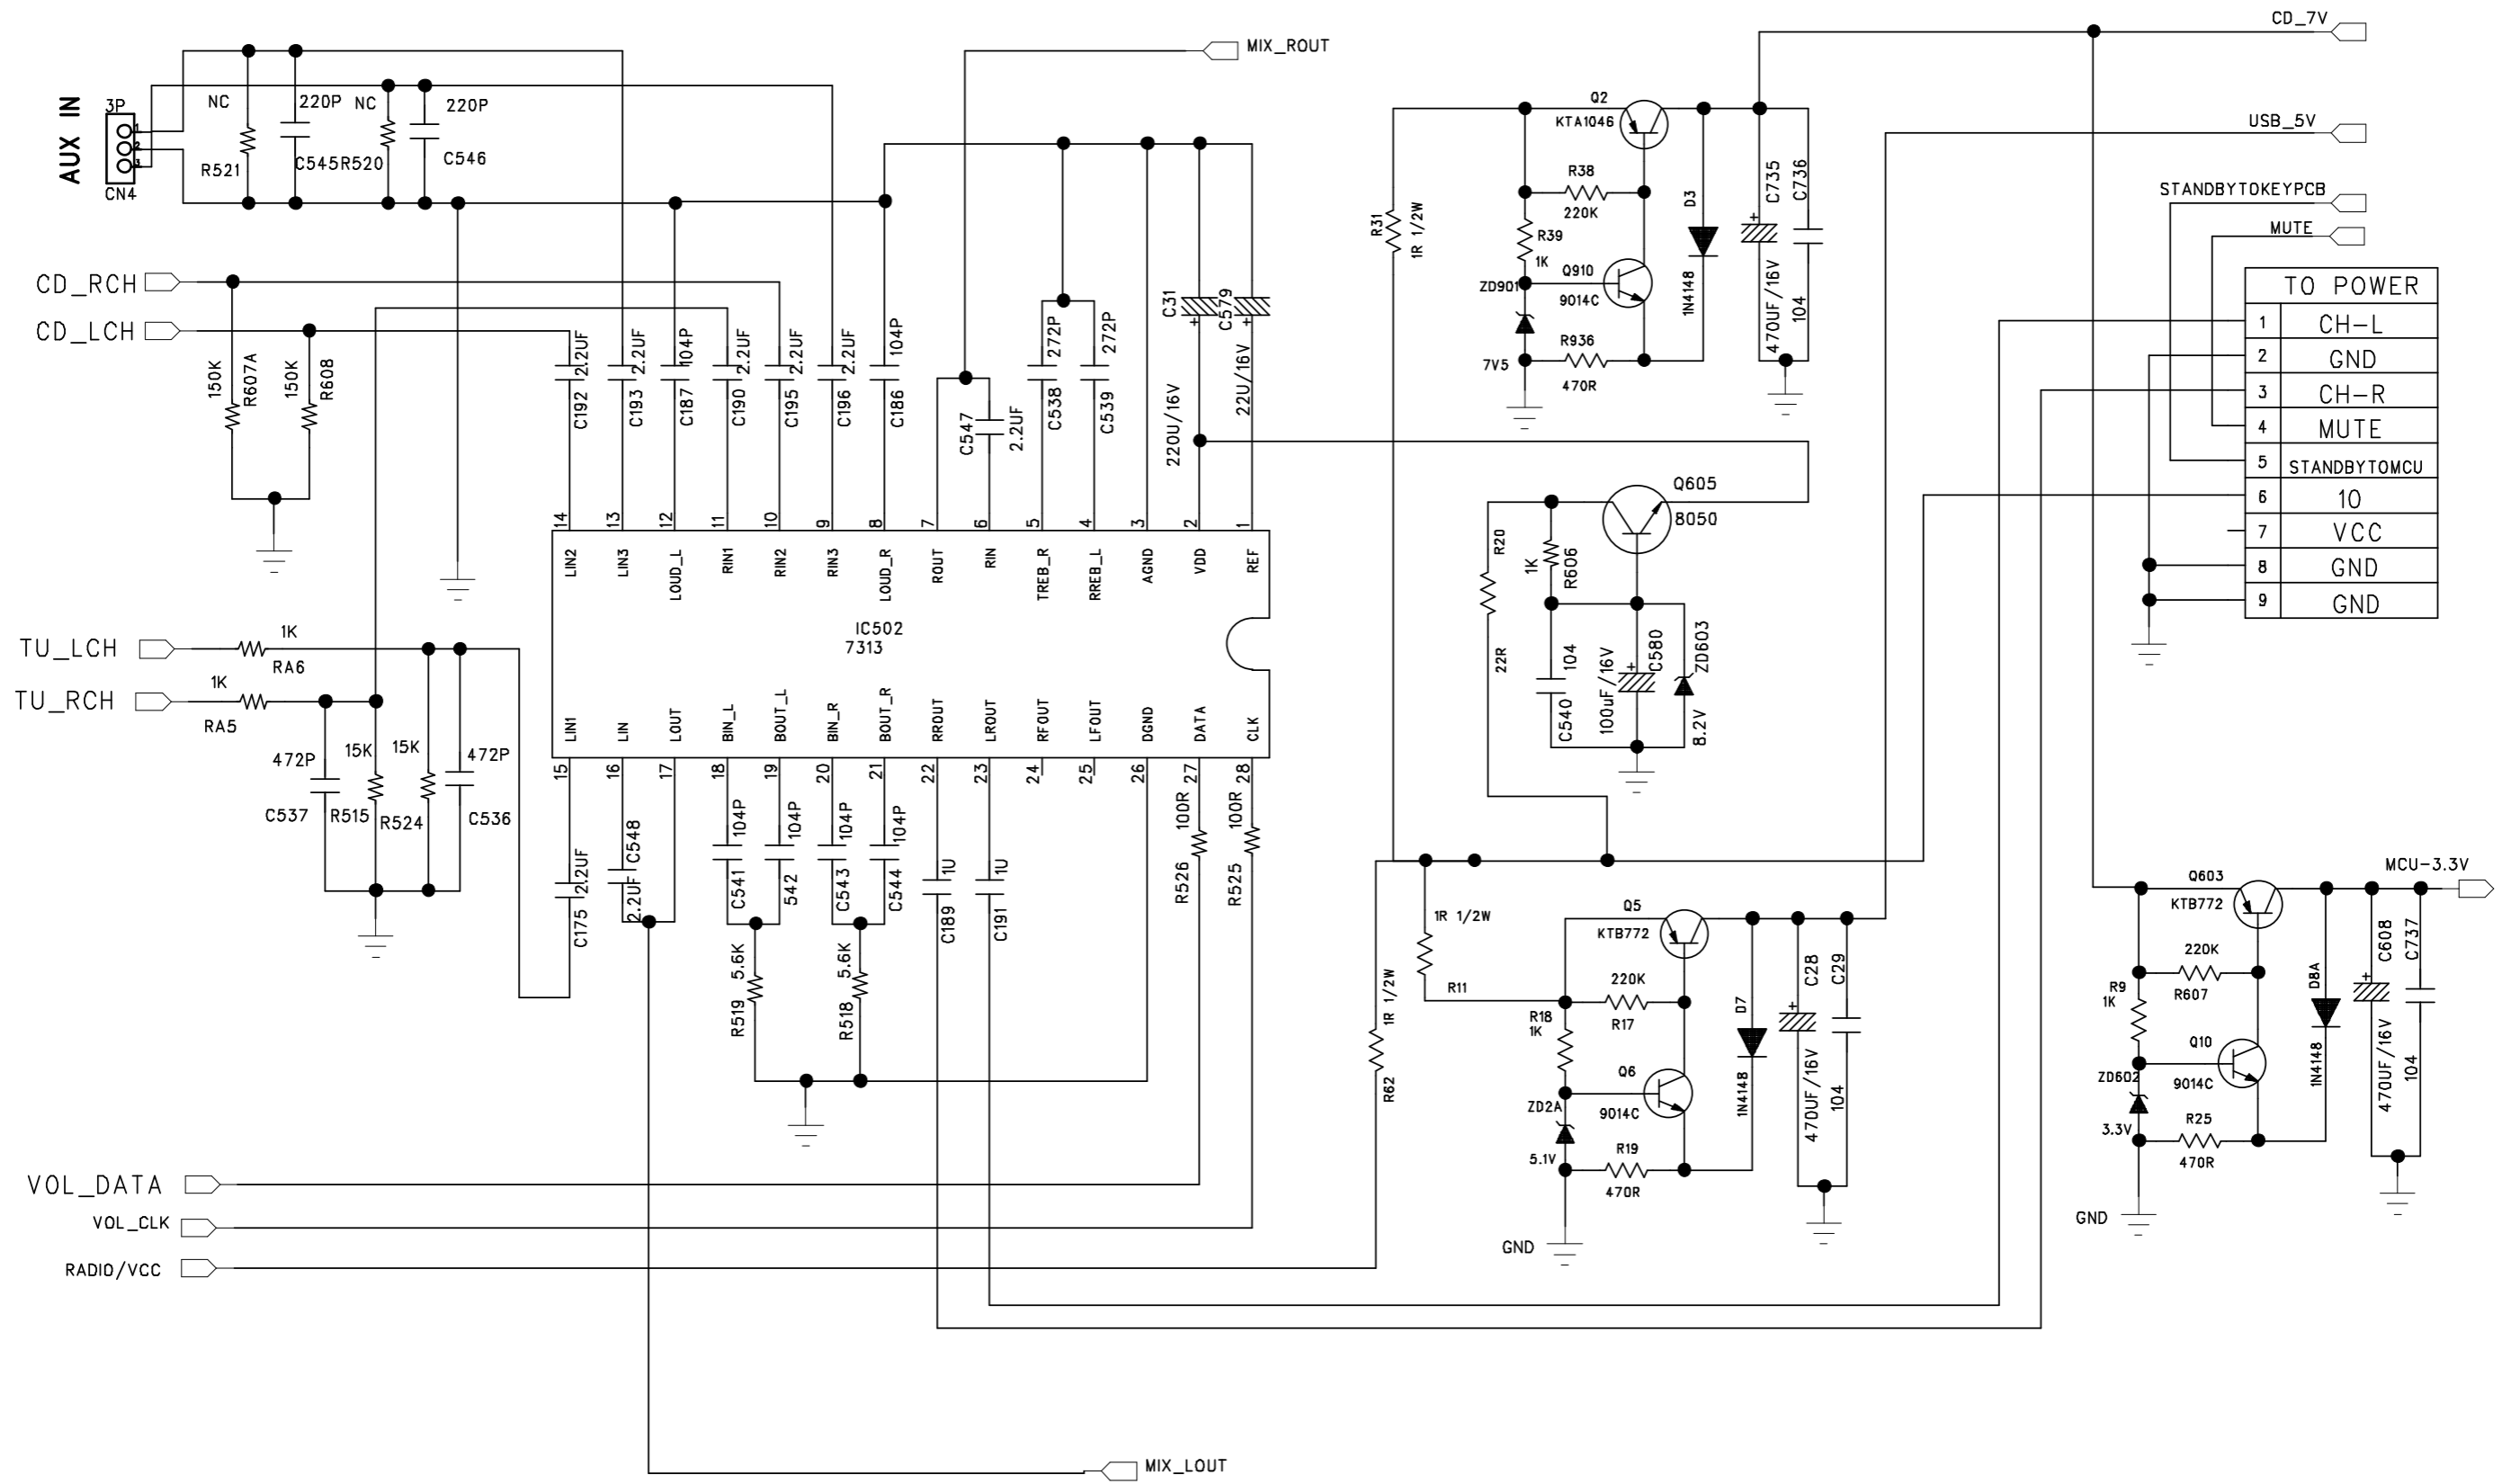 CD_7V
MIX_ROUT
USB_5V
STANDBYTOKEYPCB
MUTE
AUX IN
3P
1
2
3
CN4
NC
R521
220P
C545
NC
R520
220P
C546
CD_RCH
CD_LCH
150K
R607A
150K
R608
2.2UF
C192
2.2UF
C193
104P
C187
2.2UF
C190
2.2UF
C195
2.2UF
C196
104P
C186
C547
2.2UF
272P
C538
272P
C539
C31
220U/16V
C579
22U/16V
R31
1R 1/2W
Q2
KTA1046
R38
220K
R39
1K
Q910
9014C
ZD901
7V5
R936
470R
D3
1N4148
C735
470UF/16V
C736
104
TO POWER
1 CH-L
2 GND
3 CH-R
4 MUTE
5 STANDBYTOMCU
6 10
7 VCC
8 GND
9 GND
14 13 12 11 10 9 8 7 6 5 4 3 2 1
LIN2 LIN3 LOUD_L RIN1 RIN2 RIN3 LOUD_R ROUT RIN TREB_R RREB_L AGND VDD REF
IC502
7313
LIN1 LIN LOUT BIN_L BOUT_L BIN_R BOUT_R RROUT LROUT RFOUT LFOUT DGND DATA CLK
15 16 17 18 19 20 21 22 23 24 25 26 27 28
Q605
8050
R20
22R
1K
R606
104
C540
100uF/16V
C580
ZD603
8.2V
TU_LCH
1K
RA6
TU_RCH
1K
RA5
472P
C537
15K
R515
15K
R524
472P
C536
2.2UF
C175
C548
2.2UF
104P
C541
104P
542
104P
C543
104P
C544
1U
C189
1U
C191
100R
R526
100R
R525
5.6K
R519
5.6K
R518
1R 1/2W
R11
1R 1/2W
R62
Q5
KTB772
220K
R17
R18
1K
Q6
9014C
ZD2A
5.1V
R19
470R
GND
D7
1N4148
C28
470UF/16V
C29
104
MCU-3.3V
Q603
KTB772
220K
R607
R9
1K
Q10
9014C
ZD602
3.3V
R25
470R
GND
D8A
1N4148
C608
470UF/16V
C737
104
VOL_DATA
VOL_CLK
RADIO/VCC
MIX_LOUT